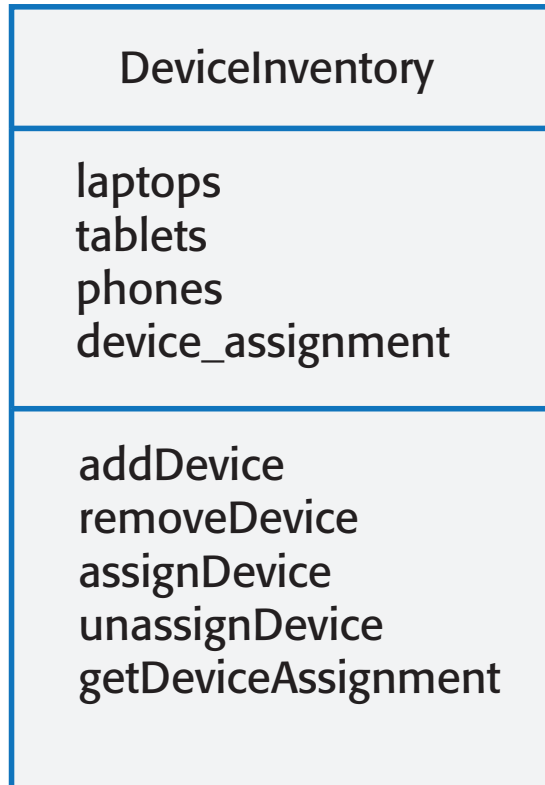 DeviceInventory
laptops
tablets
phones
device_assignment
addDevice
removeDevice
assignDevice
unassignDevice
getDeviceAssignment